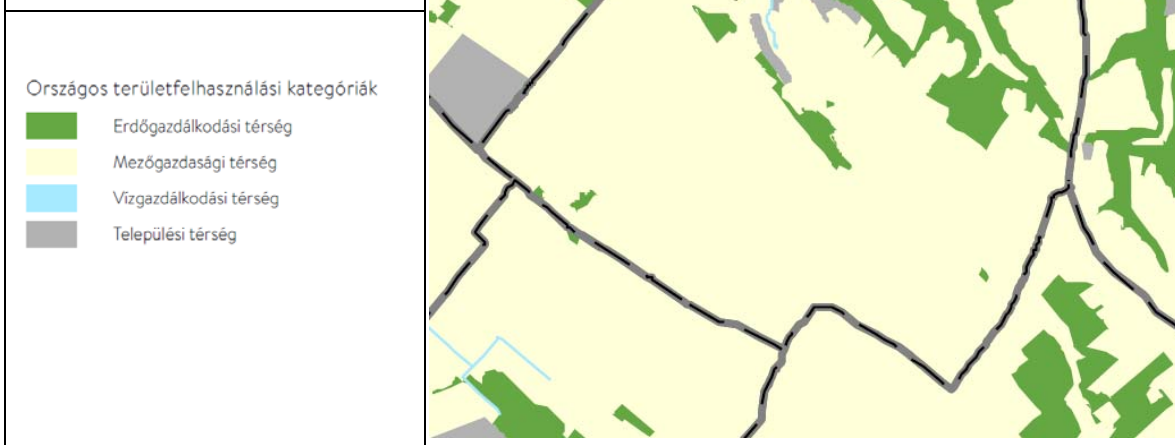 Országos területfelhasználási kategóriák
Erdőgazdálkodási térség
Mezőgazdasági térség
Vízgazdálkodási térség
Települési térség